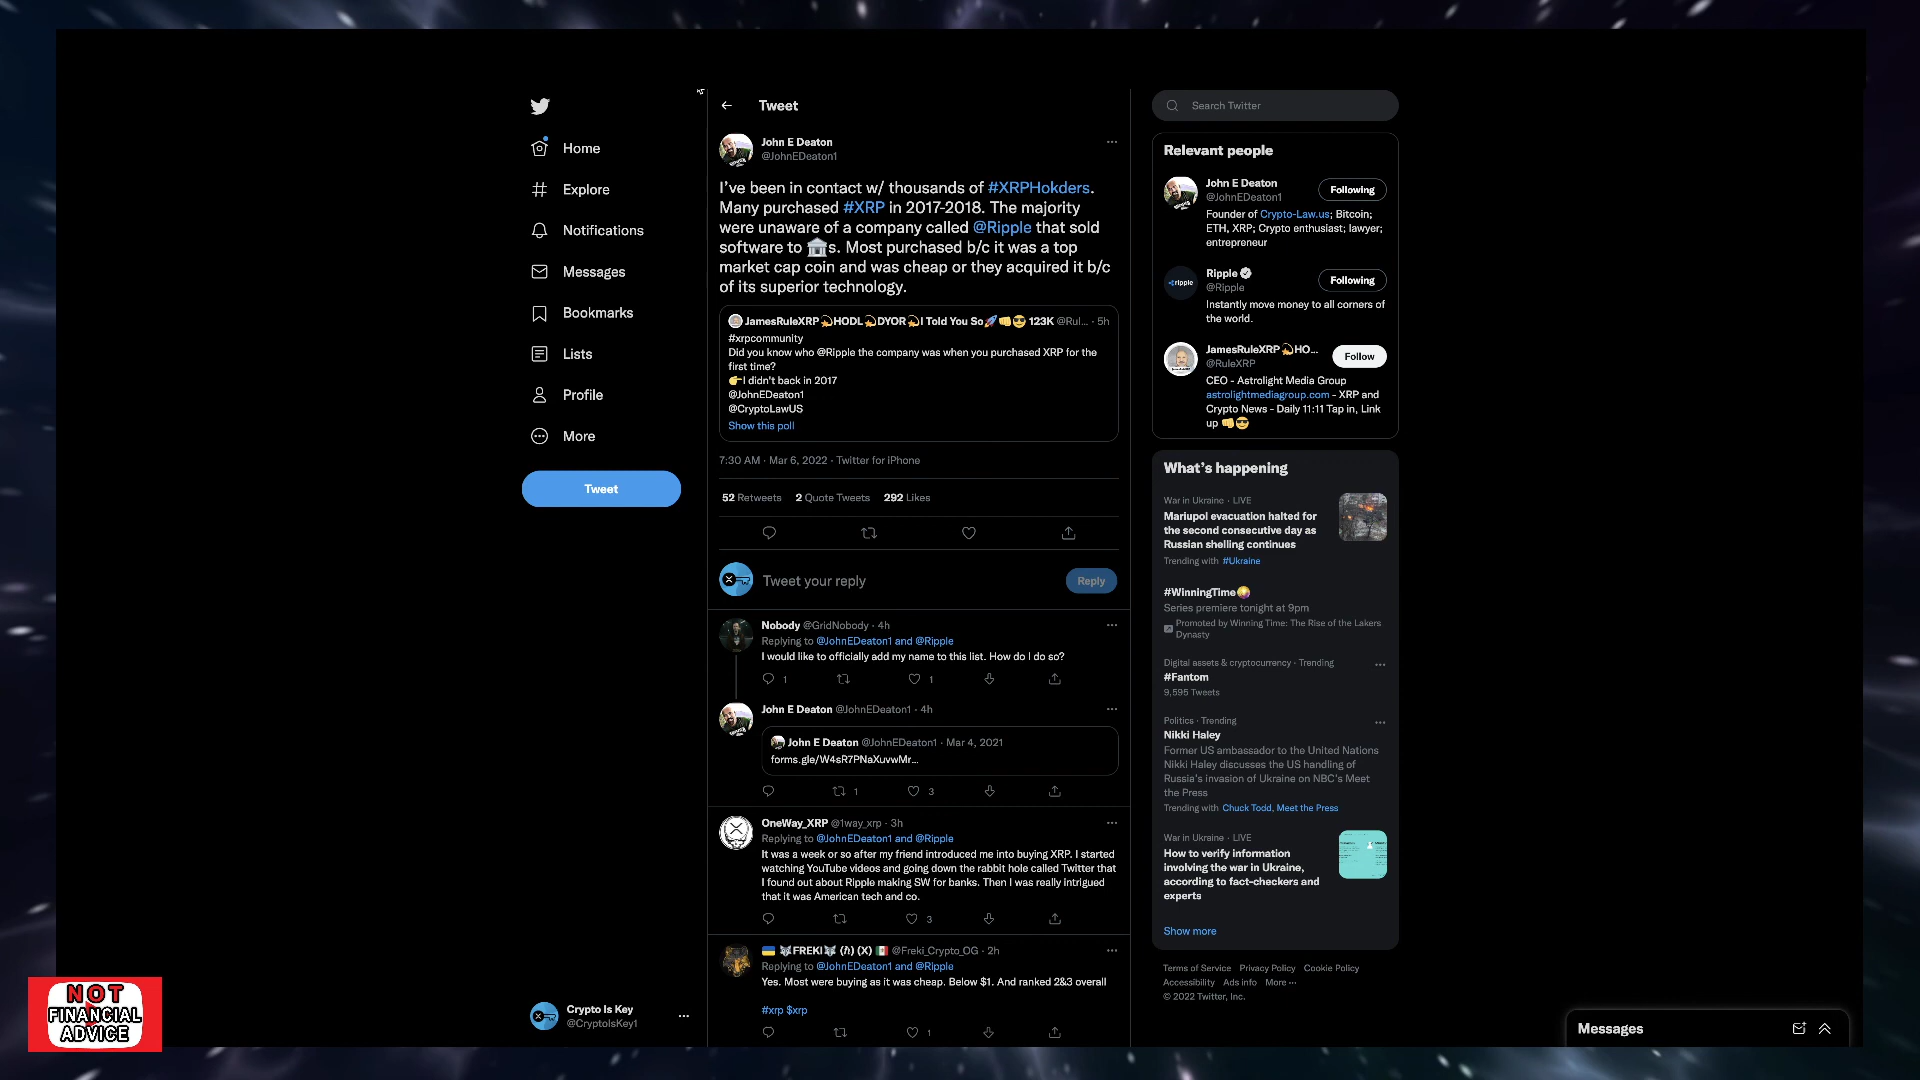 Home
Explore
Notifications
Messages
Bookmarks
Lists
Profile
More
Tweet
Crypto Is Key
@CryptoIsKey1
NOT
FINANCIAL
ADVICE
Tweet
John E Deaton
@JohnEDeaton1
I've been in contact w/ thousands of #XRPHokders.
Many purchased #XRP in 2017-2018. The majority
were unaware of a company called @Ripple that sold
software to 🏛s. Most purchased b/c it was a top
market cap coin and was cheap or they acquired it b/c
of its superior technology.
JamesRuleXRP💫HODL💫DYOR💫I Told You So🚀👊😎 123K @Rul... · 5h
#xrpcommunity
Did you know who @Ripple the company was when you purchased XRP for the
first time?
👉I didn't back in 2017
@JohnEDeaton1
@CryptoLawUS
Show this poll
7:30 AM · Mar 6, 2022 · Twitter for iPhone
52 Retweets 2 Quote Tweets 292 Likes
Tweet your reply
Reply
Nobody @GridNobody · 4h
Replying to @JohnEDeaton1 and @Ripple
I would like to officially add my name to this list. How do I do so?
1 1
John E Deaton @JohnEDeaton1 · 4h
John E Deaton @JohnEDeaton1 · Mar 4, 2021
forms.gle/W4sR7PNaXuvwMr...
1 3
OneWay_XRP @1way_xrp · 3h
Replying to @JohnEDeaton1 and @Ripple
It was a week or so after my friend introduced me into buying XRP. I started
watching YouTube videos and going down the rabbit hole called Twitter that
I found out about Ripple making SW for banks. Then I was really intrigued
that it was American tech and co.
3
🇺🇦 🐺FREKI🐺 (ℏ) (X) 🇲🇽 @Freki_Crypto_OG · 2h
Replying to @JohnEDeaton1 and @Ripple
Yes. Most were buying as it was cheap. Below $1. And ranked 2&3 overall
#xrp $xrp
1
Search Twitter
Relevant people
John E Deaton
@JohnEDeaton1
Following
Founder of Crypto-Law.us; Bitcoin;
ETH, XRP; Crypto enthusiast; lawyer;
entrepreneur
ripple
Ripple
@Ripple
Following
Instantly move money to all corners of
the world.
JamesRuleXRP💫HO...
@RuleXRP
Follow
CEO - Astrolight Media Group
astrolightmediagroup.com - XRP and
Crypto News - Daily 11:11 Tap in, Link
up 👊😎
What's happening
War in Ukraine · LIVE
Mariupol evacuation halted for
the second consecutive day as
Russian shelling continues
Trending with #Ukraine
#WinningTime
Series premiere tonight at 9pm
Promoted by Winning Time: The Rise of the Lakers
Dynasty
Digital assets & cryptocurrency · Trending
#Fantom
9,595 Tweets
Politics · Trending
Nikki Haley
Former US ambassador to the United Nations
Nikki Haley discusses the US handling of
Russia's invasion of Ukraine on NBC's Meet
the Press
Trending with Chuck Todd, Meet the Press
War in Ukraine · LIVE
How to verify information
involving the war in Ukraine,
according to fact-checkers and
experts
Show more
Terms of Service Privacy Policy Cookie Policy
Accessibility Ads info More ···
© 2022 Twitter, Inc.
Messages